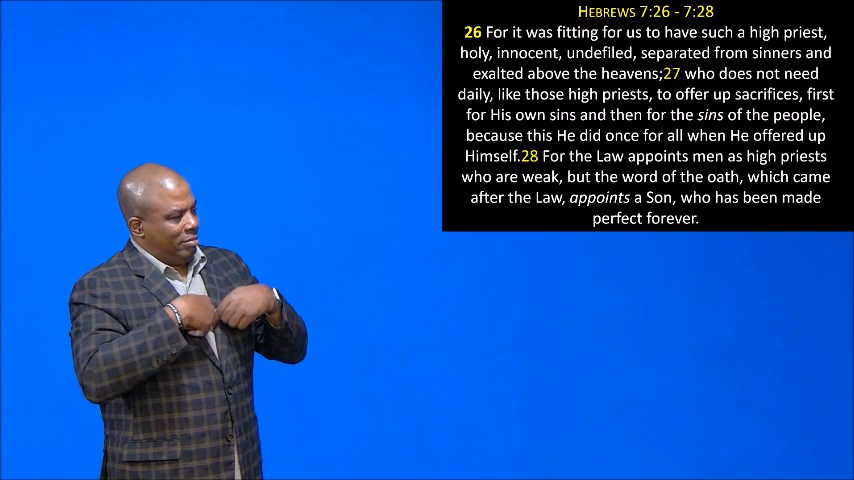 HEBREWS 7:26 - 7:28
26 For it was fitting for us to have such a high priest,
holy, innocent, undefiled, separated from sinners and
exalted above the heavens;27 who does not need
daily, like those high priests, to offer up sacrifices, first
for His own sins and then for the sins of the people,
because this He did once for all when He offered up
Himself.28 For the Law appoints men as high priests
who are weak, but the word of the oath, which came
after the Law, appoints a Son, who has been made
perfect forever.